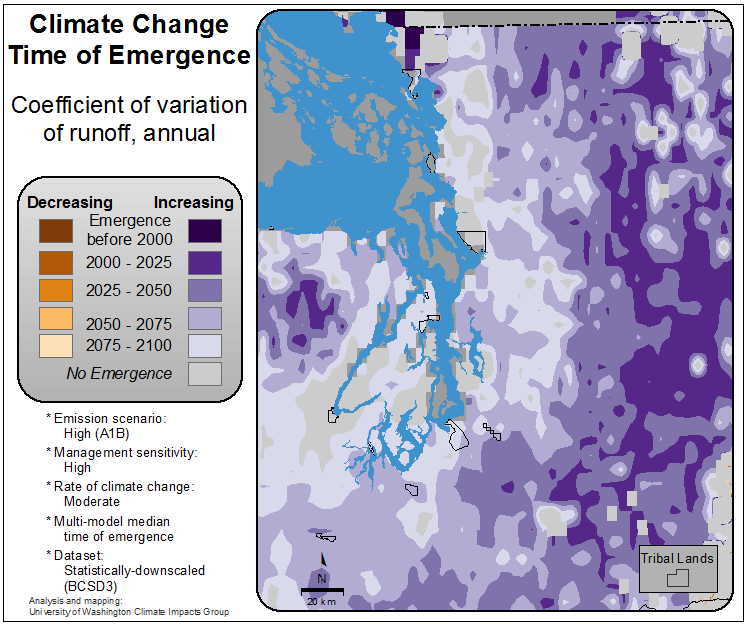 Climate Change
Time of Emergence
Coefficient of variation
of runoff, annual
Decreasing Increasing
Emergence
before 2000
2000 - 2025
2025 - 2050
2050 - 2075
2075 - 2100
No Emergence
* Emission scenario:
High (A1B)
* Management sensitivity:
High
* Rate of climate change:
Moderate
* Multi-model median
time of emergence
* Dataset:
Statistically-downscaled
(BCSD3)
Analysis and mapping:
University of Washington Climate Impacts Group
N
20 km
Tribal Lands